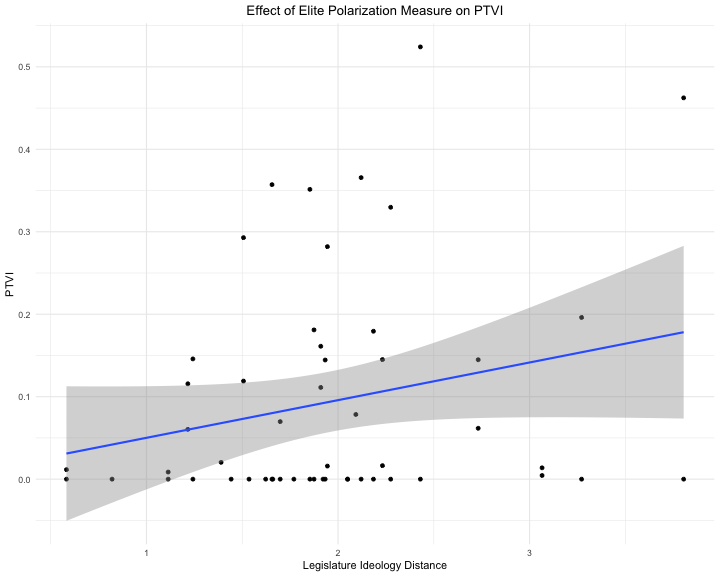 Effect of Elite Polarization Measure on PTVI
0.5
0.4
0.3
0.2
0.1
0.0
PTVI
1 2 3
Legislature Ideology Distance